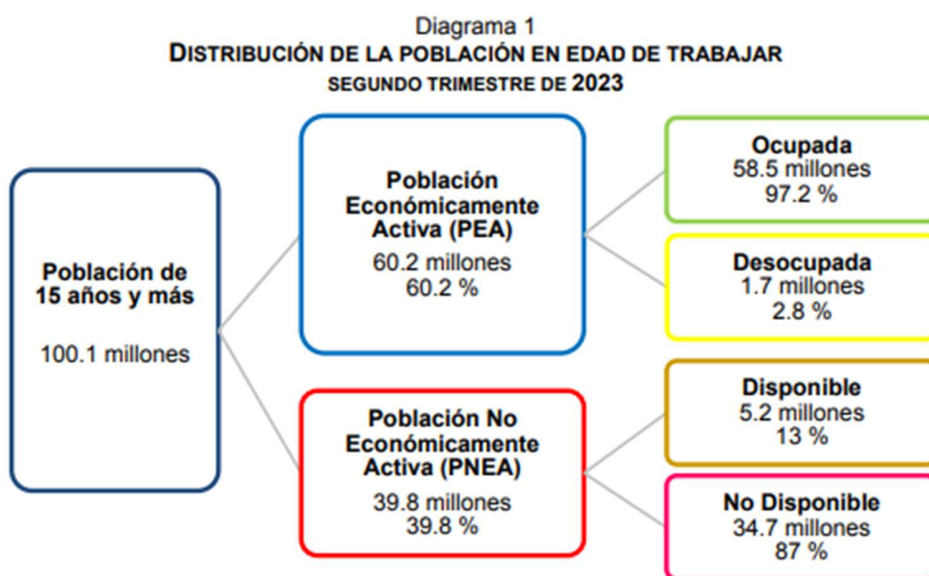 Diagrama 1
DISTRIBUCIÓN DE LA POBLACIÓN EN EDAD DE TRABAJAR
SEGUNDO TRIMESTRE DE 2023
Población de
15 años y más
100.1 millones
Población
Económicamente
Activa (PEA)
60.2 millones
60.2 %
Ocupada
58.5 millones
97.2 %
Desocupada
1.7 millones
2.8 %
Población No
Económicamente
Activa (PNEA)
39.8 millones
39.8 %
Disponible
5.2 millones
13 %
No Disponible
34.7 millones
87 %